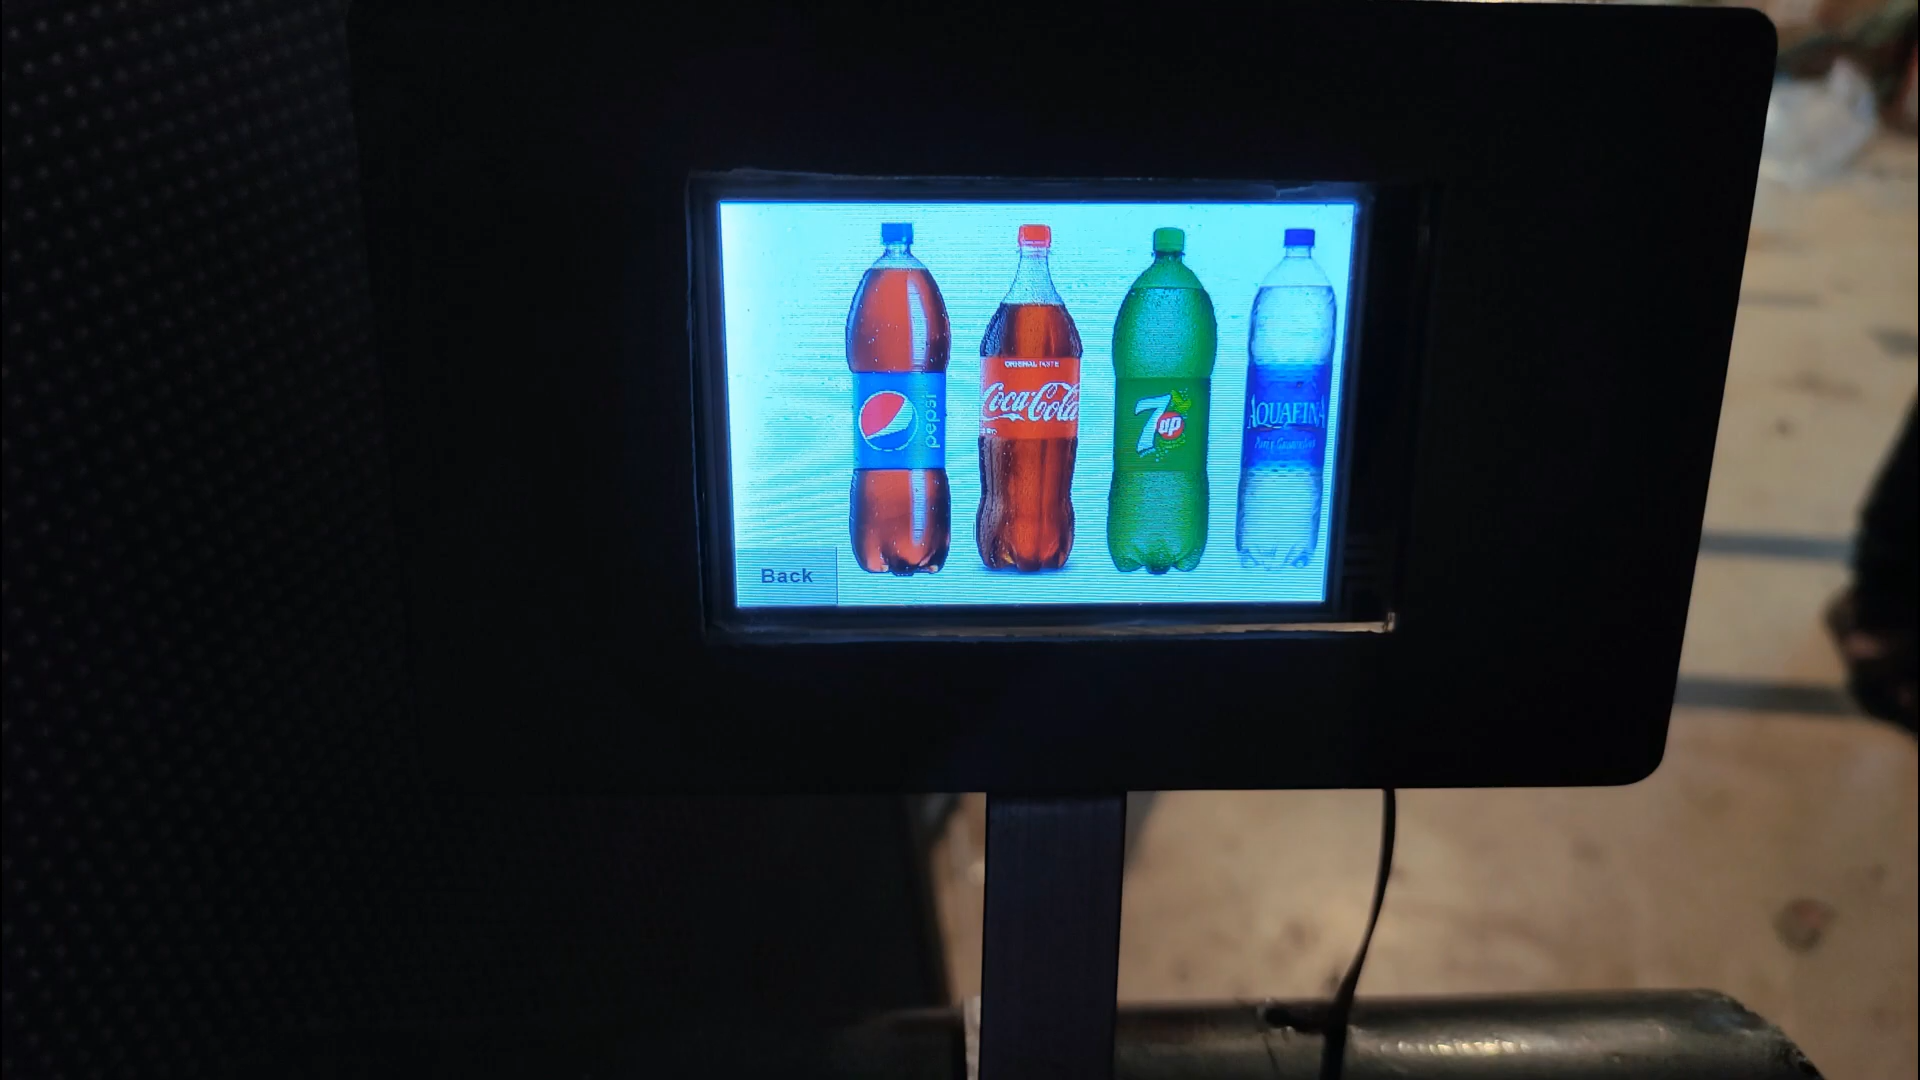 pepsi
ORIGINAL TASTE
Coca-Cola
7up
AQUAFINA
Back